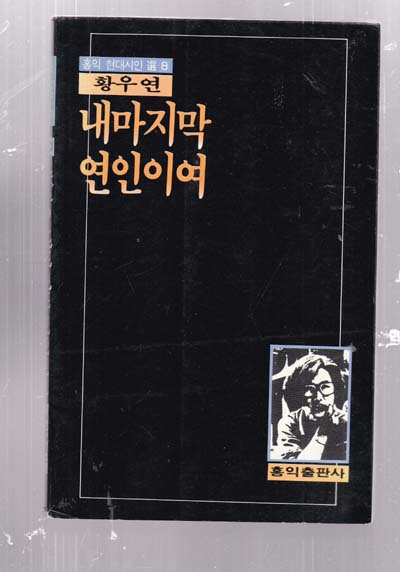 홍익 현대시인 選 8
황우연
내마지막
연인이여
홍익출판사